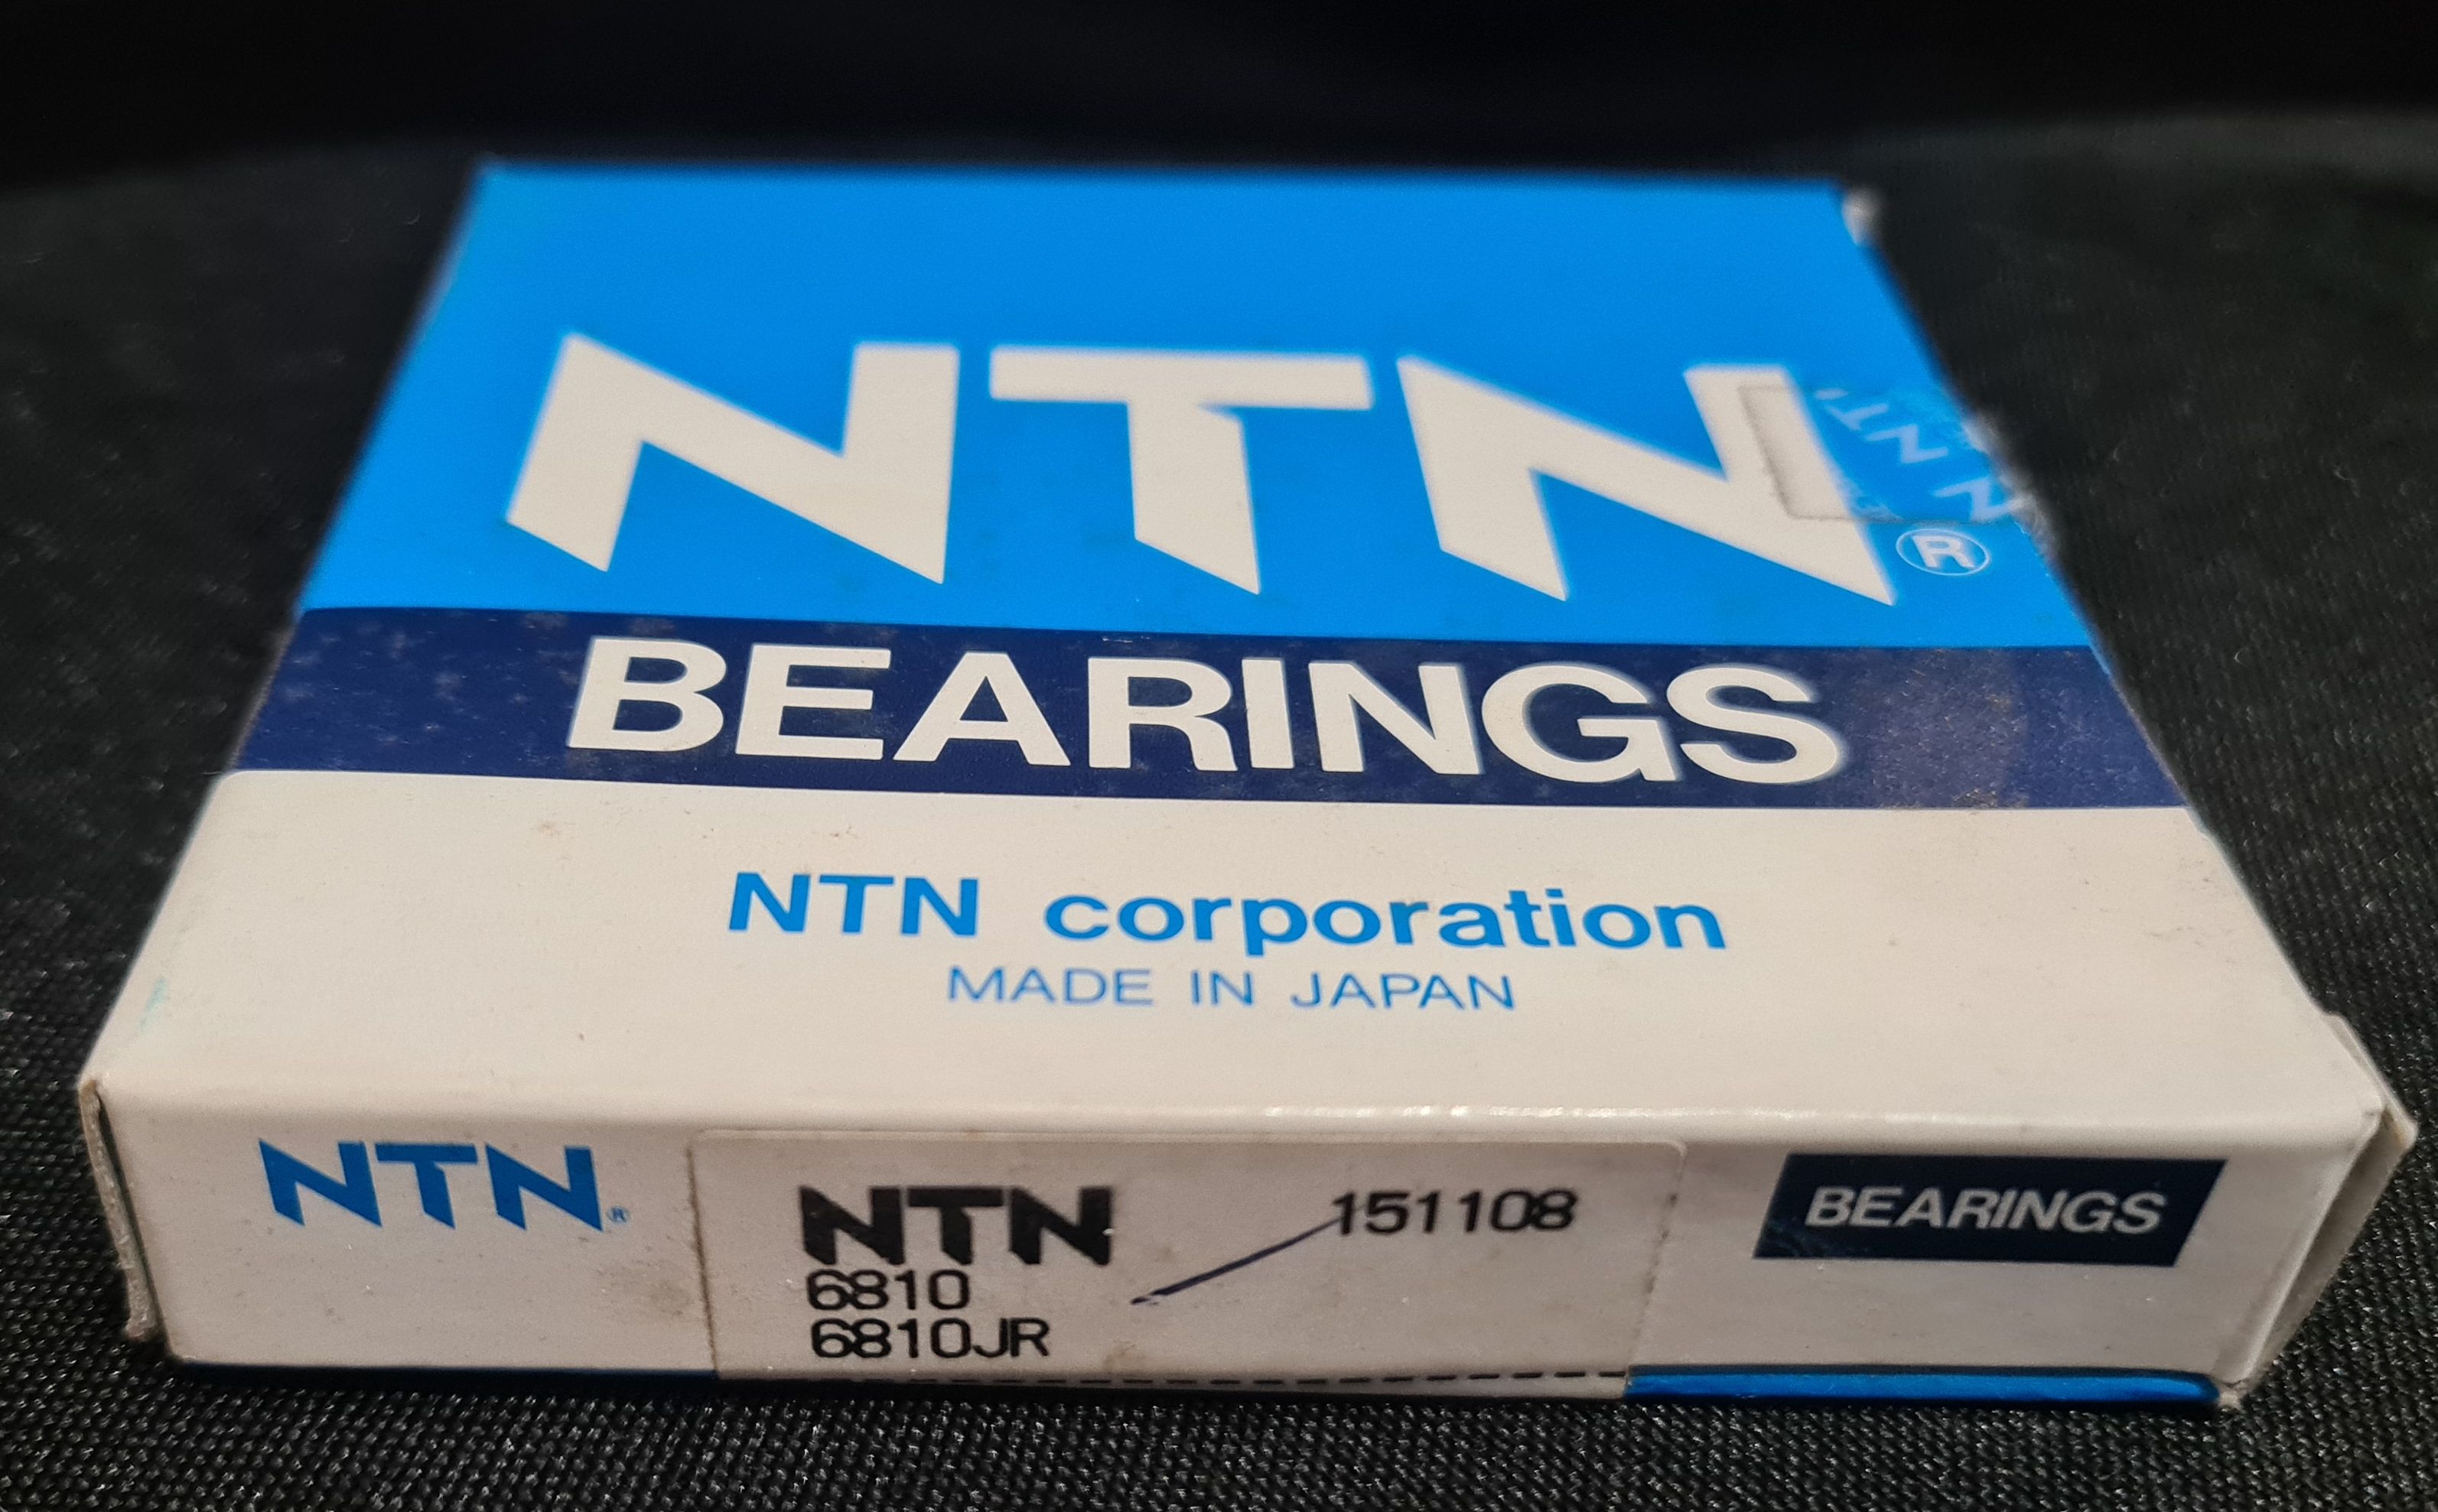 NTN®
BEARINGS
NTN corporation
MADE IN JAPAN
NTN®
NTN 151108
6810
6810JR
BEARINGS